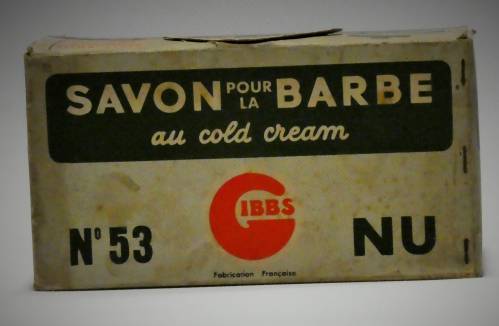 SAVON POUR LA BARBE
au cold cream
GIBBS
N° 53
NU
Fabrication Française